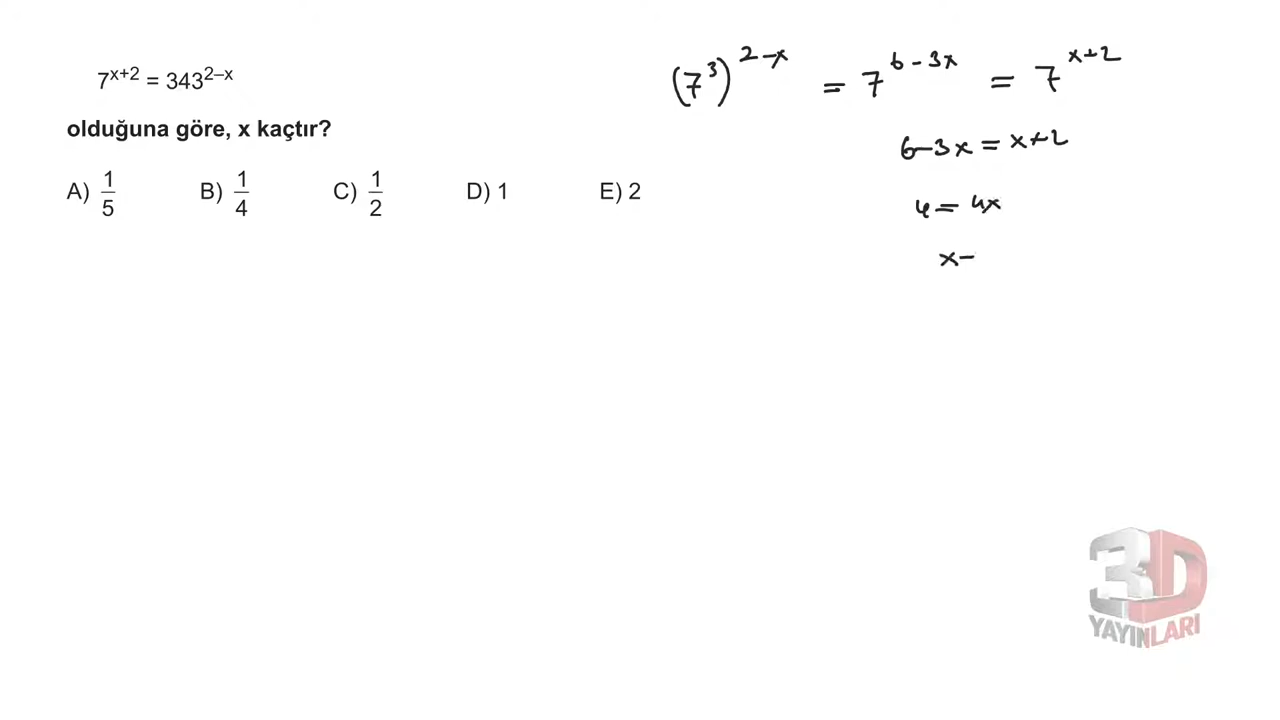 7^{x+2} = 343^{2–x}
olduğuna göre, x kaçtır?
A) 1/5 B) 1/4 C) 1/2 D) 1 E) 2
(7^3)^{2-x} = 7^{6-3x} = 7^{x+2}
6-3x = x+2
4 = 4x
x-
3D
YAYINLARI